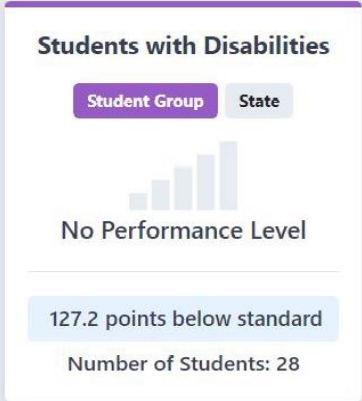 Students with Disabilities
Student Group State
No Performance Level
127.2 points below standard
Number of Students: 28